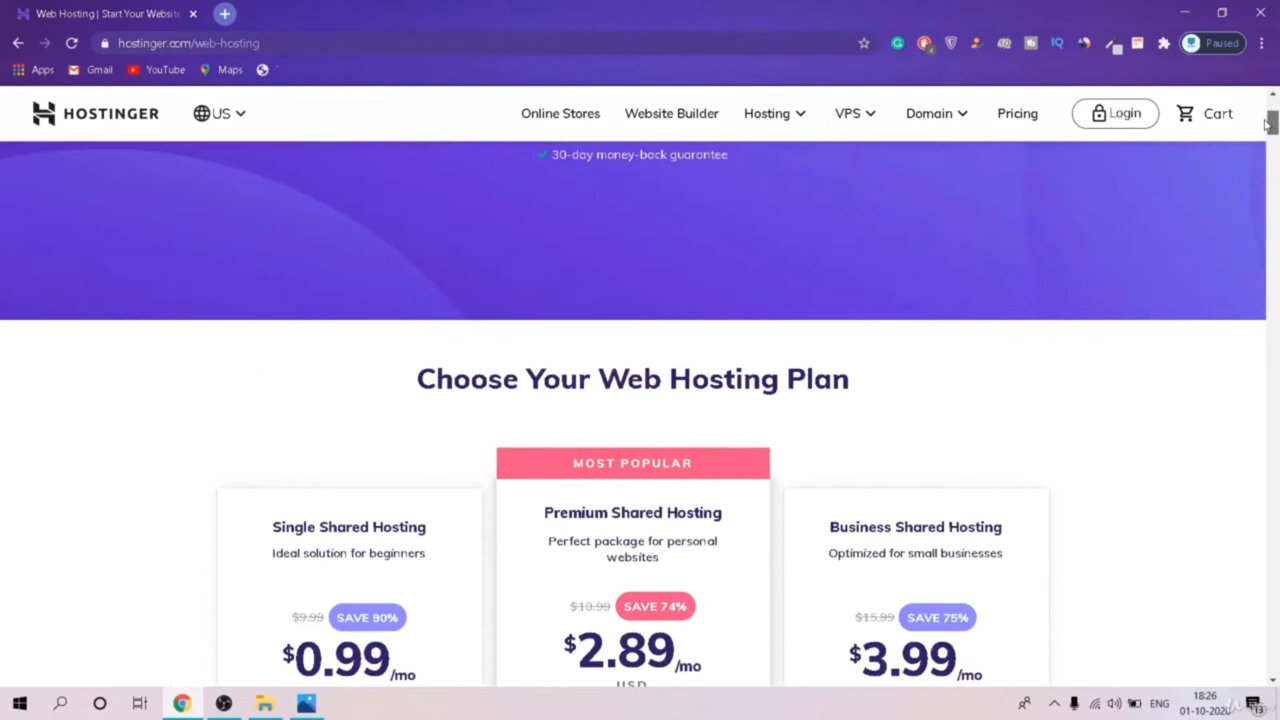 Web Hosting | Start Your Website
hostinger.com/web-hosting
Paused
Apps
Gmail
YouTube
Maps
HOSTINGER
US
Online Stores
Website Builder
Hosting
VPS
Domain
Pricing
Login
Cart
30-day money-back guarantee
Choose Your Web Hosting Plan
MOST POPULAR
Single Shared Hosting
Ideal solution for beginners
$9.99 SAVE 90%
$0.99/mo
Premium Shared Hosting
Perfect package for personal
websites
$10.99 SAVE 74%
$2.89/mo
USD
Business Shared Hosting
Optimized for small businesses
$15.99 SAVE 75%
$3.99/mo
ENG
18:26
01-10-2020